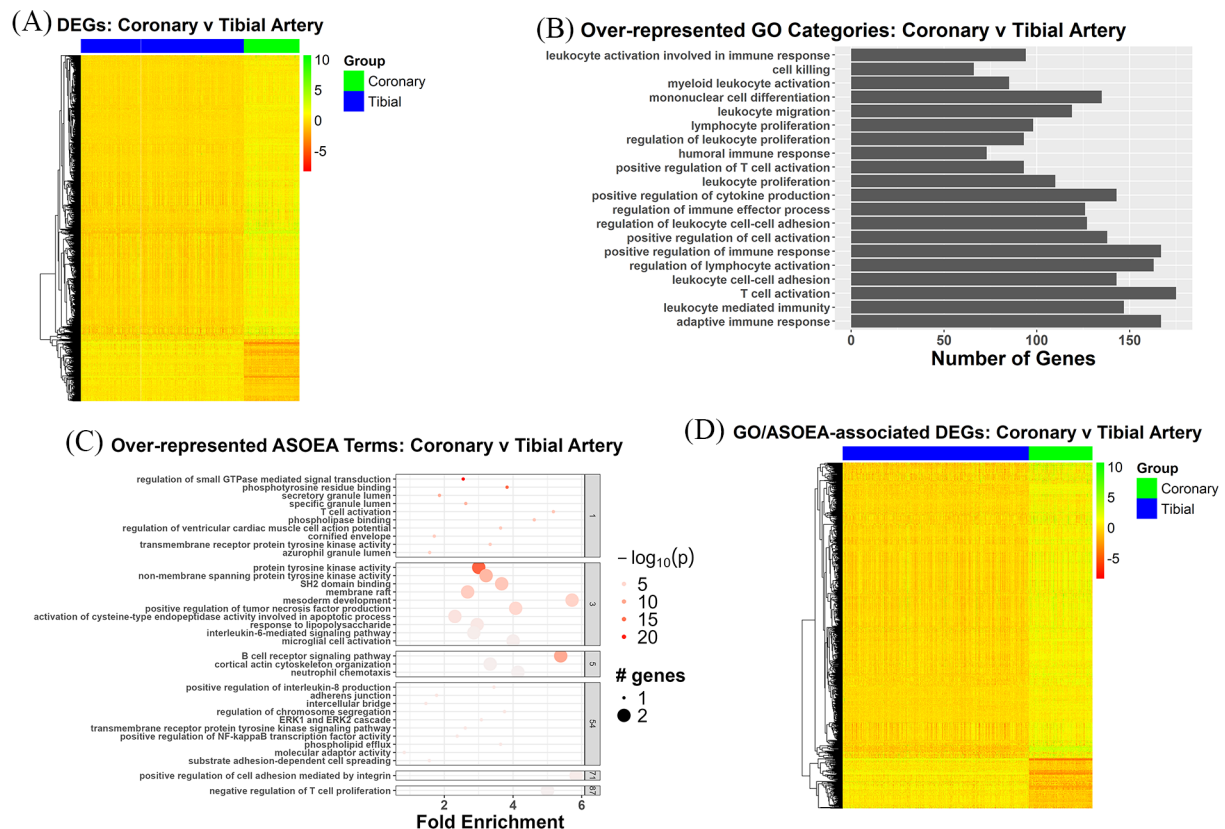 (A) DEGs: Coronary v Tibial Artery
10
5
0
-5
Group
Coronary
Tibial
(B) Over-represented GO Categories: Coronary v Tibial Artery
leukocyte activation involved in immune response
cell killing
myeloid leukocyte activation
mononuclear cell differentiation
leukocyte migration
lymphocyte proliferation
regulation of leukocyte proliferation
humoral immune response
positive regulation of T cell activation
leukocyte proliferation
positive regulation of cytokine production
regulation of immune effector process
regulation of leukocyte cell-cell adhesion
positive regulation of cell activation
positive regulation of immune response
regulation of lymphocyte activation
leukocyte cell-cell adhesion
T cell activation
leukocyte mediated immunity
adaptive immune response
0 50 100 150
Number of Genes
(C) Over-represented ASOEA Terms: Coronary v Tibial Artery
regulation of small GTPase mediated signal transduction
phosphotyrosine residue binding
secretory granule lumen
specific granule lumen
T cell activation
phospholipase binding
regulation of ventricular cardiac muscle cell action potential
cornified envelope
transmembrane receptor protein tyrosine kinase activity
azurophil granule lumen
1
protein tyrosine kinase activity
non-membrane spanning protein tyrosine kinase activity
SH2 domain binding
membrane raft
mesoderm development
positive regulation of tumor necrosis factor production
activation of cysteine-type endopeptidase activity involved in apoptotic process
response to lipopolysaccharide
interleukin-6-mediated signaling pathway
microglial cell activation
3
B cell receptor signaling pathway
cortical actin cytoskeleton organization
neutrophil chemotaxis
5
positive regulation of interleukin-8 production
adherens junction
intercellular bridge
regulation of chromosome segregation
ERK1 and ERK2 cascade
transmembrane receptor protein tyrosine kinase signaling pathway
positive regulation of NF-kappaB transcription factor activity
phospholipid efflux
molecular adaptor activity
substrate adhesion-dependent cell spreading
54
positive regulation of cell adhesion mediated by integrin
71
negative regulation of T cell proliferation
87
2 4 6
Fold Enrichment
−log10(p)
5
10
15
20
# genes
1
2
(D) GO/ASOEA-associated DEGs: Coronary v Tibial Artery
10
5
0
-5
Group
Coronary
Tibial